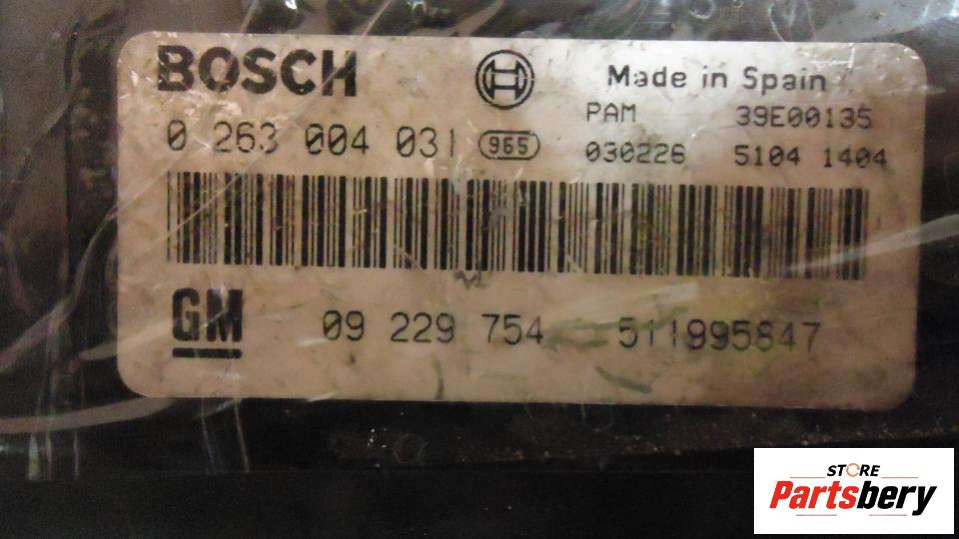 BOSCH Made in Spain
PAM 39E00135
0 263 004 031 965 030226 5104 1404
GM 09 229 754 511995847
STORE
Partsbery